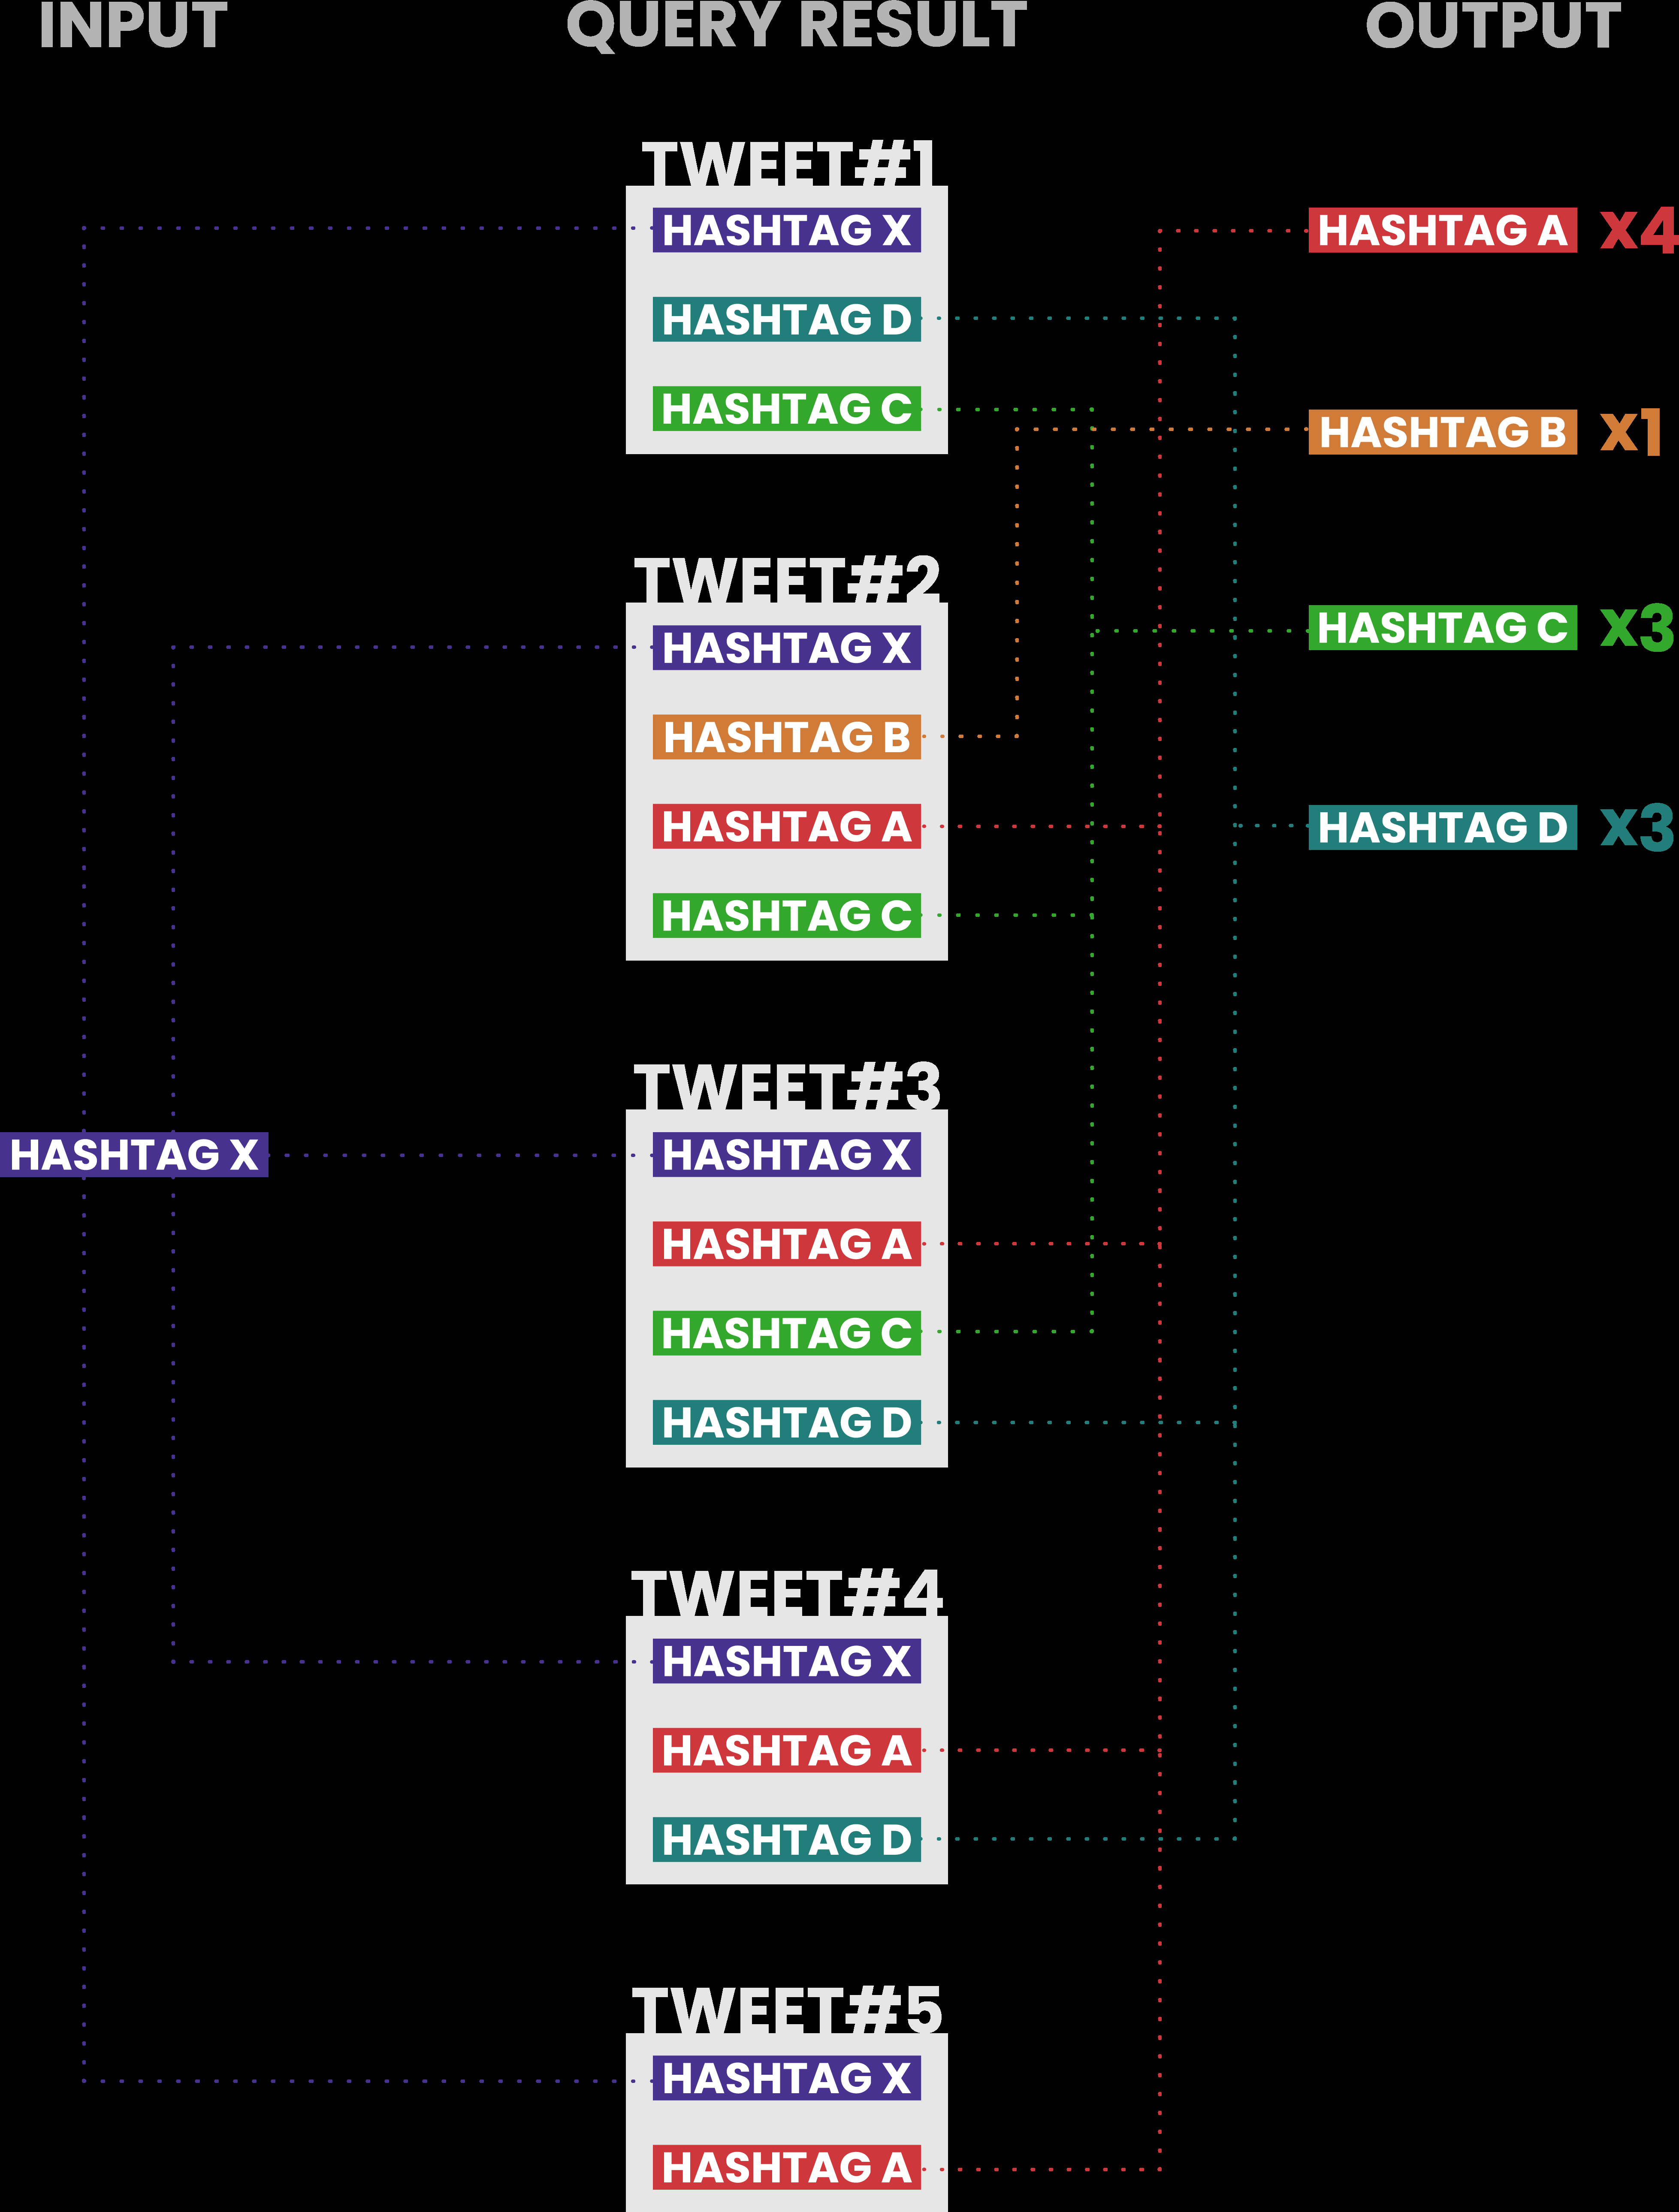 INPUT
QUERY RESULT
OUTPUT
TWEET#1
HASHTAG X
HASHTAG D
HASHTAG C
TWEET#2
HASHTAG X
HASHTAG B
HASHTAG A
HASHTAG C
TWEET#3
HASHTAG X
HASHTAG X
HASHTAG A
HASHTAG C
HASHTAG D
TWEET#4
HASHTAG X
HASHTAG A
HASHTAG D
TWEET#5
HASHTAG X
HASHTAG A
HASHTAG A X4
HASHTAG B X1
HASHTAG C X3
HASHTAG D X3